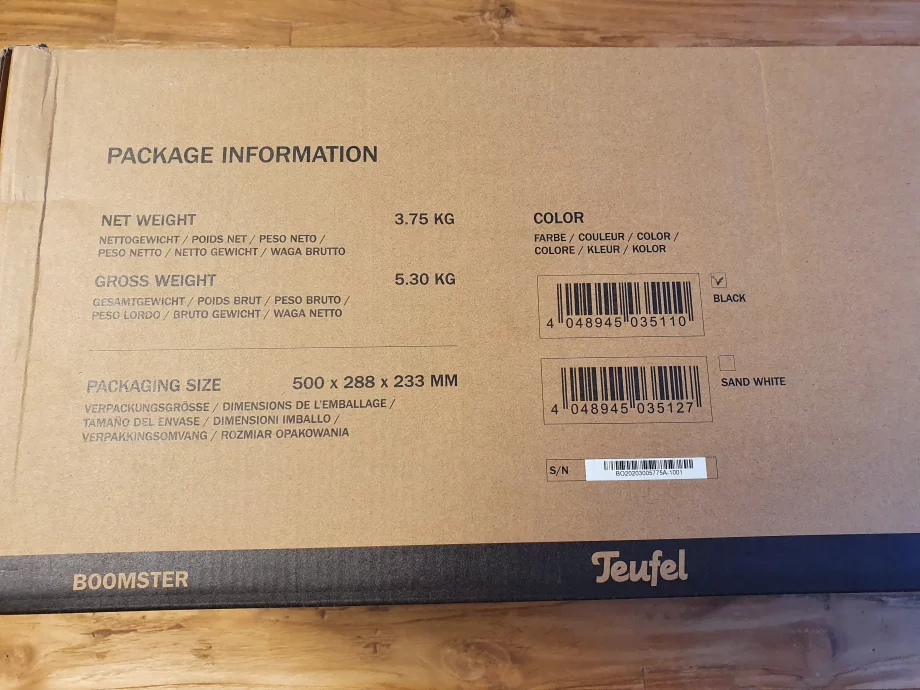 PACKAGE INFORMATION
NET WEIGHT 3.75 KG
NETTOGEWICHT / POIDS NET / PESO NETO /
PESO NETTO / NETTO GEWICHT / WAGA BRUTTO
GROSS WEIGHT 5.30 KG
GESAMTGEWICHT / POIDS BRUT / PESO BRUTO /
PESO LORDO / BRUTO GEWICHT / WAGA NETTO
PACKAGING SIZE 500 x 288 x 233 MM
VERPACKUNGSGRÖSSE / DIMENSIONS DE L'EMBALLAGE /
TAMAÑO DEL ENVASE / DIMENSIONI IMBALLO /
VERPAKKINGSOMVANG / ROZMIAR OPAKOWANIA
COLOR
FARBE / COULEUR / COLOR /
COLORE / KLEUR / KOLOR
4 048945 035110
BLACK
4 048945 035127
SAND WHITE
S/N
BO20203005775A-1001
BOOMSTER
Teufel